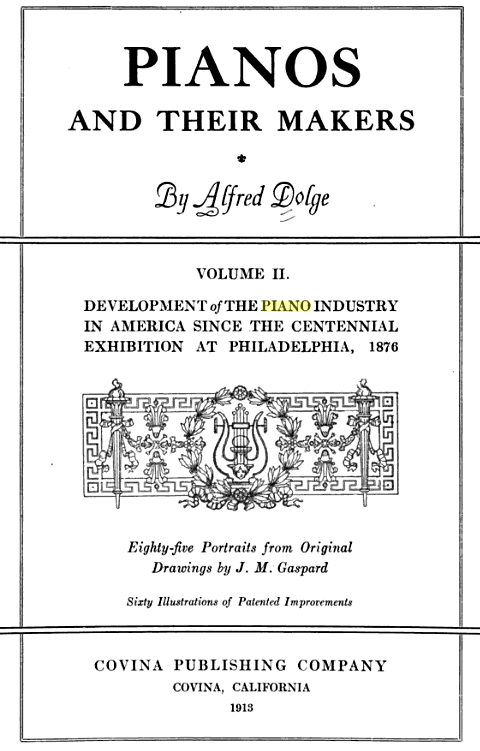 PIANOS
AND THEIR MAKERS
By Alfred Dolge
VOLUME II.
DEVELOPMENT of THE PIANO INDUSTRY
IN AMERICA SINCE THE CENTENNIAL
EXHIBITION AT PHILADELPHIA, 1876
Eighty-five Portraits from Original
Drawings by J. M. Gaspard
Sixty Illustrations of Patented Improvements
COVINA PUBLISHING COMPANY
COVINA, CALIFORNIA
1913